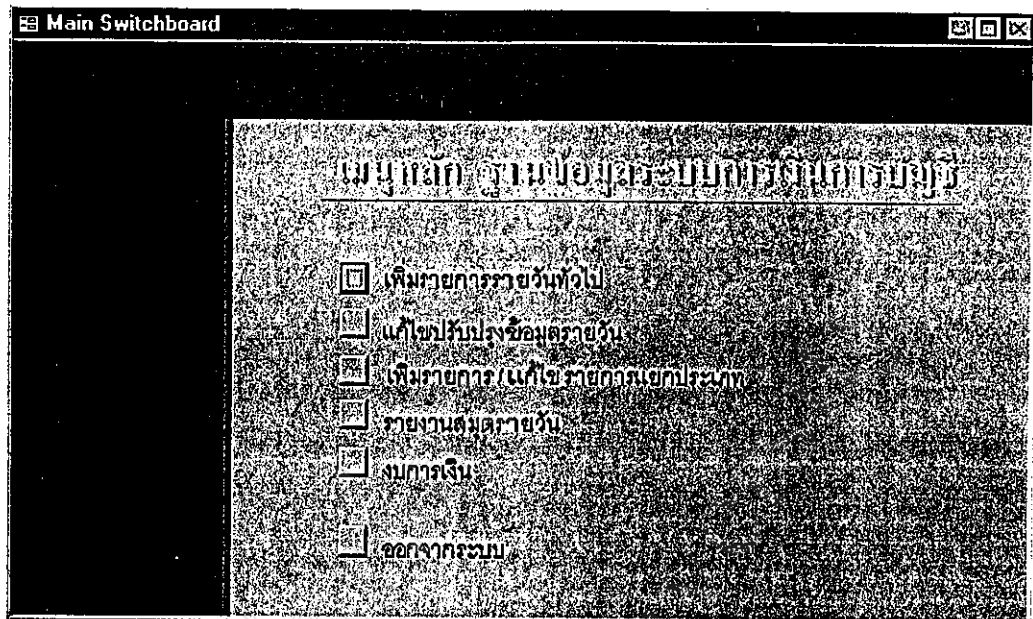 Main Switchboard
เมนูหลัก ฐานข้อมูลระบบการเงินการบัญชี
เพิ่มรายการรายวันทั่วไป
แก้ไขปรับปรุงข้อมูลรายวัน
เพิ่มรายการ/แก้ไข รายการแยกประเภท
รายงานสมุดรายวัน
งบการเงิน
ออกจากระบบ